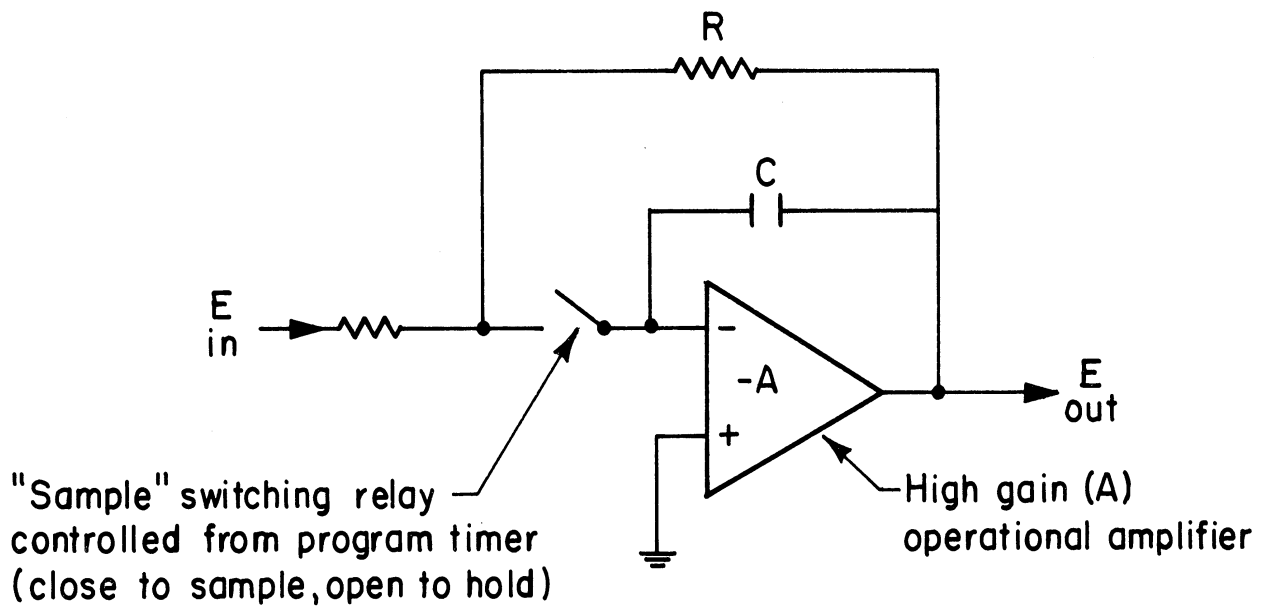 R
C
E
in
-
-A
+
E
out
"Sample" switching relay
controlled from program timer
(close to sample, open to hold)
High gain (A)
operational amplifier